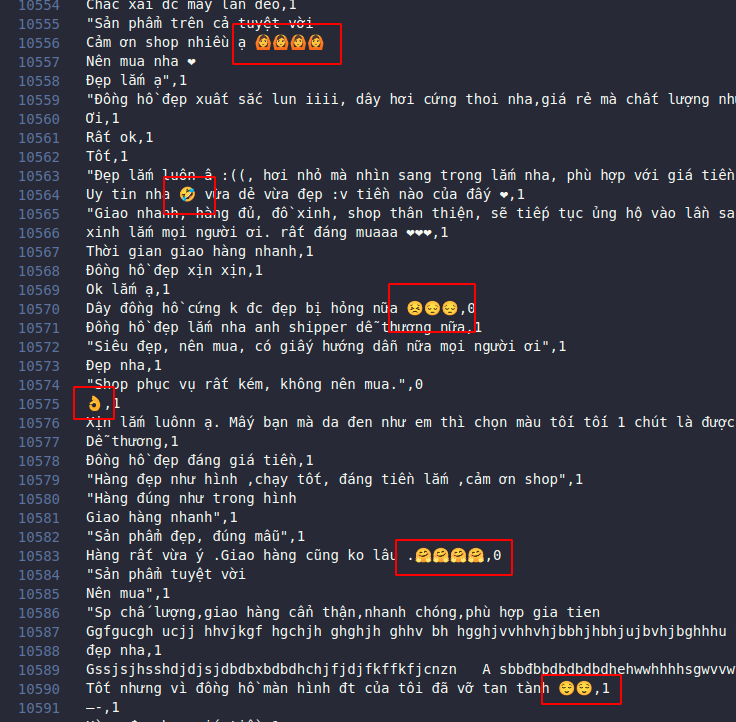 10554 Chắc xài đc mấy lần đeo,1
10555 "Sản phẩm trên cả tuyệt vời
10556 Cảm ơn shop nhiều ạ 🙆🙆🙆🙆
10557 Nên mua nha ❤
10558 Đẹp lắm ạ",1
10559 "Đồng hồ đẹp xuất sắc lun iiii, dây hơi cứng thoi nha,giá rẻ mà chất lượng
10560 Ơi,1
10561 Rất ok,1
10562 Tốt,1
10563 "Đẹp lắm luôn â :((, hơi nhỏ mà nhìn sang trọng lắm nha, phù hợp với giá tiền
10564 Uy tin nha 🤣 vừa dẻ vừa đẹp :v tiền nào của đấy ❤,1
10565 "Giao nhanh, hàng đủ, đồ xinh, shop thân thiện, sẽ tiếp tục ủng hộ vào lần
10566 xinh lắm mọi người ơi. rất đáng muaaa ❤❤❤,1
10567 Thời gian giao hàng nhanh,1
10568 Đồng hồ đẹp xịn xịn,1
10569 Ok lắm ạ,1
10570 Dây đồng hồ cứng k đc đẹp bị hỏng nữa 😣😔😔,0
10571 Đồng hồ đẹp lắm nha anh shipper dễ thương nữa,1
10572 "Siêu đẹp, nên mua, có giấy hướng dẫn nữa mọi người ơi",1
10573 Đẹp nha,1
10574 "Shop phục vụ rất kém, không nên mua.",0
10575 👌,1
10576 Xịn lắm luônn ạ. Mấy bạn mà da đen như em thì chọn màu tối tối 1 chút là được
10577 Dễ thương,1
10578 Đồng hồ đẹp đáng giá tiền,1
10579 "Hàng đẹp như hình ,chạy tốt, đáng tiền lắm ,cảm ơn shop",1
10580 "Hàng đúng như trong hình
10581 Giao hàng nhanh",1
10582 "Sản phẩm đẹp, đúng mẫu",1
10583 Hàng rất vừa ý .Giao hàng cũng ko lâu .🤗🤗🤗🤗,0
10584 "Sản phẩm tuyệt vời
10585 Nên mua",1
10586 "Sp chấ lượng,giao hàng cẩn thận,nhanh chóng,phù hợp gia tien
10587 Ggfgucgh ucjj hhvjkgf hgchjh ghghjh ghhv bh hgghjvvhhvhjbbhjhbhjujbvhjbghhhu
10588 đẹp nha,1
10589 Gssjsjhsshdjdjsjdbdbxbdbdhchjfjdjfkffkfjcnzn A sbbđbbdbdbdbdhehwwhhhhsgwvvw
10590 Tốt nhưng vì đồng hồ màn hình đt của tôi đã vỡ tan tành 😌😌,1
10591 —-,1